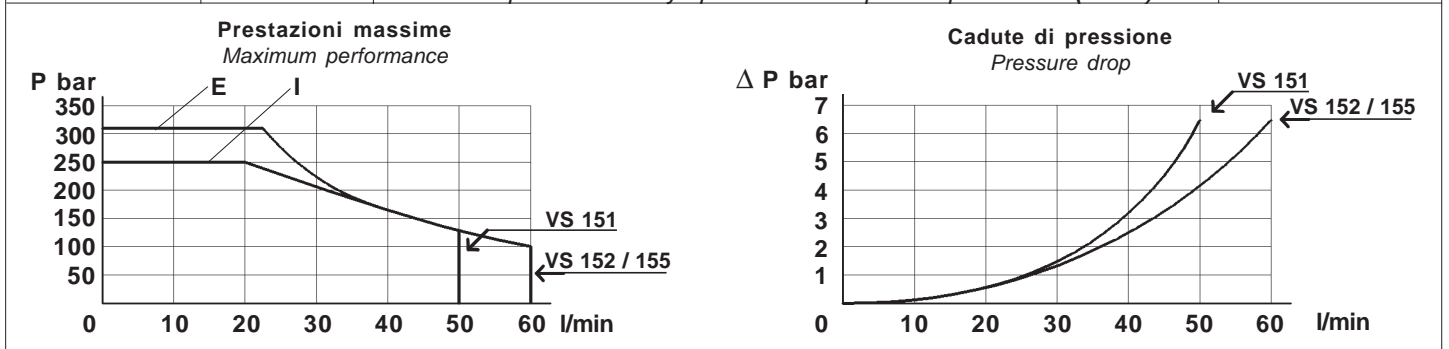 Prestazioni massime
Maximum performance
P bar
E
I
350
300
250
200
150
100
50
VS 151
VS 152 / 155
0 10 20 30 40 50 60 l/min
Cadute di pressione
Pressure drop
Δ P bar
VS 151
VS 152 / 155
7
6
5
4
3
2
1
0 10 20 30 40 50 60 l/min